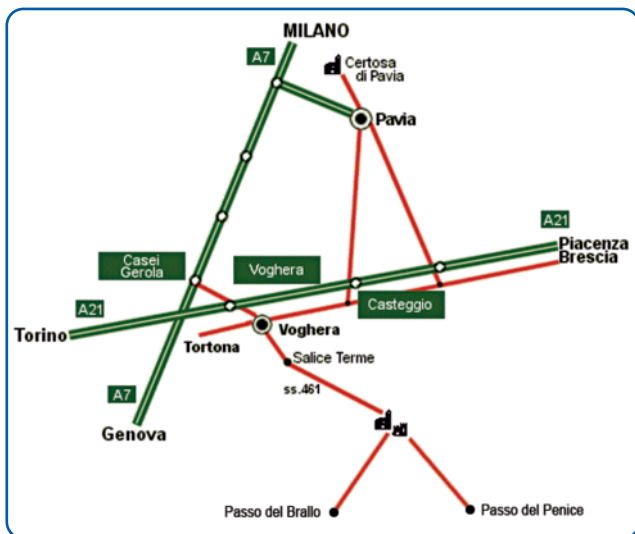 MILANO
A7
Certosa
di Pavia
Pavia
A21
Piacenza
Brescia
Casei
Gerola
Voghera
Casteggio
A21
Torino
Tortona
Voghera
Salice Terme
ss.461
A7
Genova
Passo del Brallo
Passo del Penice